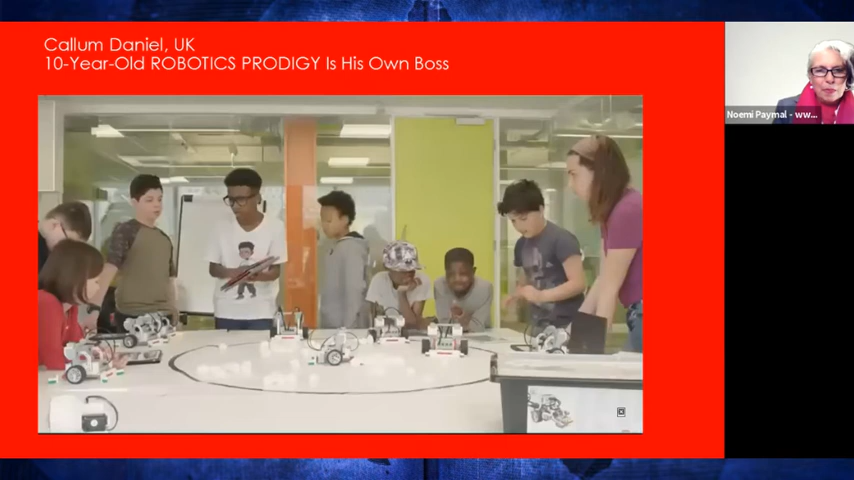 Callum Daniel, UK
10-Year-Old ROBOTICS PRODIGY Is His Own Boss
Noemi Paymal - ww...